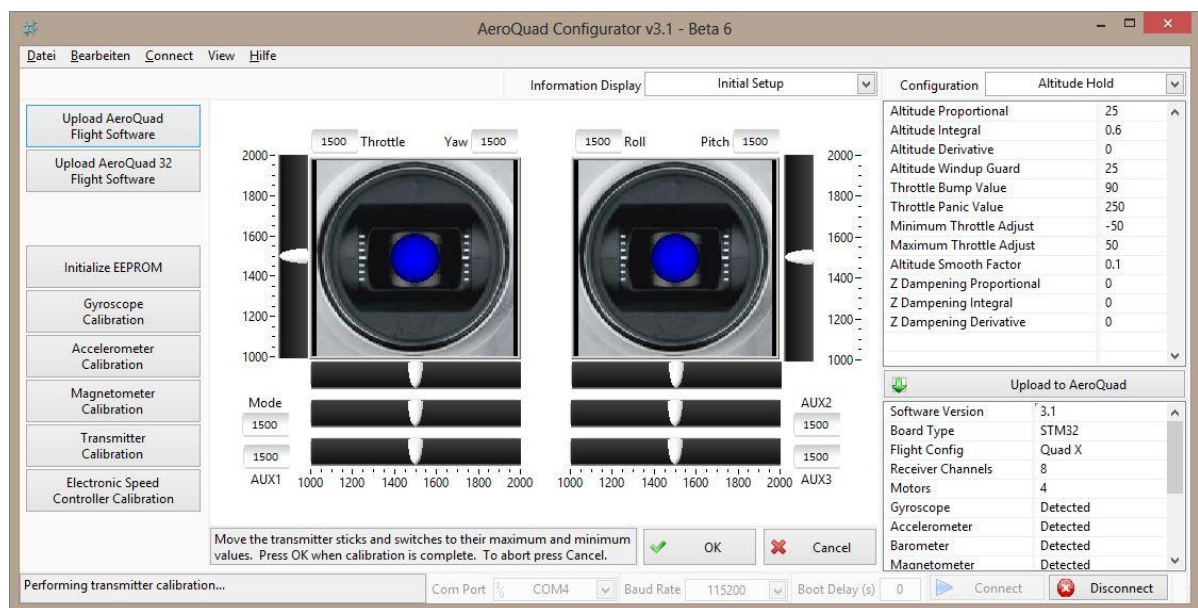 AeroQuad Configurator v3.1 - Beta 6
Datei Bearbeiten Connect View Hilfe
Information Display Initial Setup
Configuration Altitude Hold
Upload AeroQuad
Flight Software
Upload AeroQuad 32
Flight Software
Initialize EEPROM
Gyroscope
Calibration
Accelerometer
Calibration
Magnetometer
Calibration
Transmitter
Calibration
Electronic Speed
Controller Calibration
1500 Throttle Yaw 1500
1500 Roll Pitch 1500
2000
1800
1600
1400
1200
1000
2000
1800
1600
1400
1200
1000
Mode
1500
1500
AUX1
1000 1200 1400 1600 1800 2000
1000 1200 1400 1600 1800 2000
AUX2
1500
1500
AUX3
Move the transmitter sticks and switches to their maximum and minimum
values. Press OK when calibration is complete. To abort press Cancel.
OK
Cancel
Altitude Proportional 25
Altitude Integral 0.6
Altitude Derivative 0
Altitude Windup Guard 25
Throttle Bump Value 90
Throttle Panic Value 250
Minimum Throttle Adjust -50
Maximum Throttle Adjust 50
Altitude Smooth Factor 0.1
Z Dampening Proportional 0
Z Dampening Integral 0
Z Dampening Derivative 0
Upload to AeroQuad
Software Version 3.1
Board Type STM32
Flight Config Quad X
Receiver Channels 8
Motors 4
Gyroscope Detected
Accelerometer Detected
Barometer Detected
Magnetometer Detected
Performing transmitter calibration...
Com Port COM4 Baud Rate 115200 Boot Delay (s) 0 Connect Disconnect